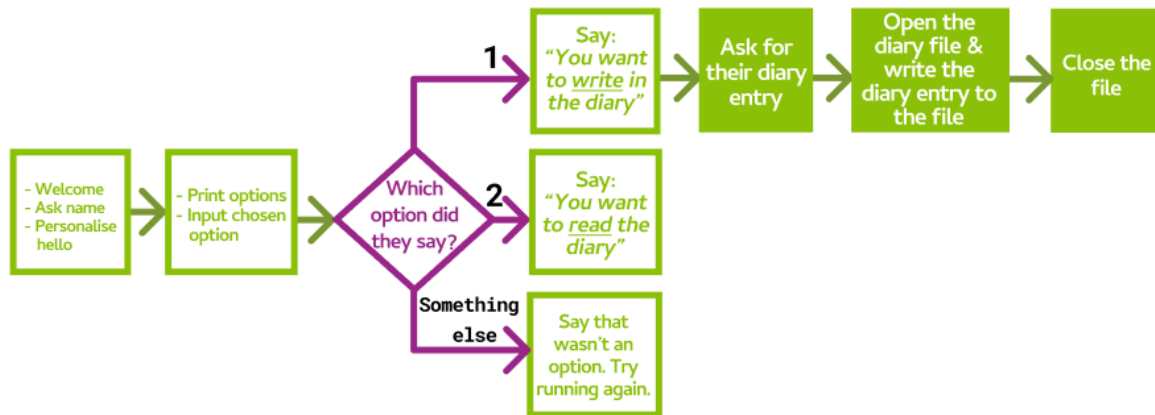 - Welcome
- Ask name
- Personalise
hello
- Print options
- Input chosen
option
Which
option did
they say?
1
Say:
“You want
to write in
the diary”
Ask for
their diary
entry
Open the
diary file &
write the
diary entry to
the file
Close the
file
2
Say:
“You want
to read the
diary”
Something
else
Say that
wasn't an
option. Try
running again.